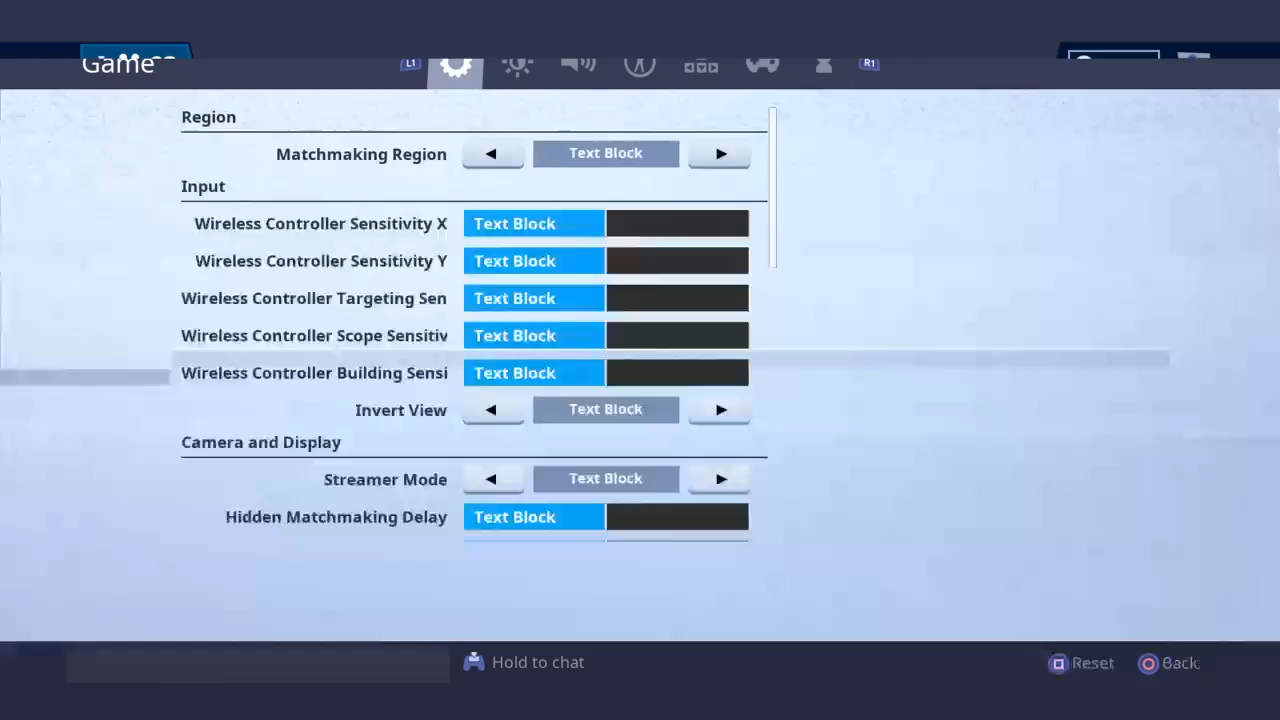 Game
L1
R1
Region
Matchmaking Region
Text Block
Input
Wireless Controller Sensitivity X
Text Block
Wireless Controller Sensitivity Y
Text Block
Wireless Controller Targeting Sen
Text Block
Wireless Controller Scope Sensitiv
Text Block
Wireless Controller Building Sensi
Text Block
Invert View
Text Block
Camera and Display
Streamer Mode
Text Block
Hidden Matchmaking Delay
Text Block
Hold to chat
Reset
Back